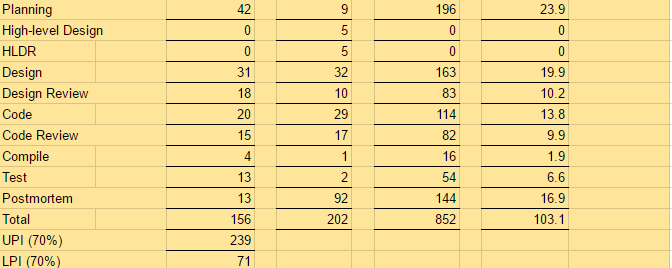 Planning 42 9 196 23.9
High-level Design 0 5 0 0
HLDR 0 5 0 0
Design 31 32 163 19.9
Design Review 18 10 83 10.2
Code 20 29 114 13.8
Code Review 15 17 82 9.9
Compile 4 1 16 1.9
Test 13 2 54 6.6
Postmortem 13 92 144 16.9
Total 156 202 852 103.1
UPI (70%) 239
LPI (70%) 71